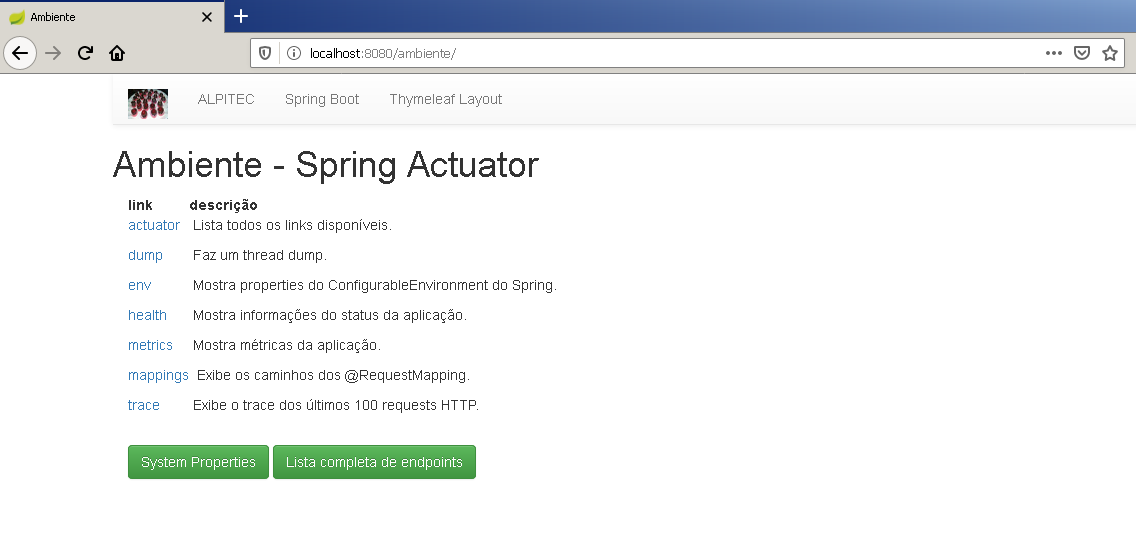 Ambiente
localhost:8080/ambiente/
ALPITEC Spring Boot Thymeleaf Layout
Ambiente - Spring Actuator
link descrição
actuator Lista todos os links disponíveis.
dump Faz um thread dump.
env Mostra properties do ConfigurableEnvironment do Spring.
health Mostra informações do status da aplicação.
metrics Mostra métricas da aplicação.
mappings Exibe os caminhos dos @RequestMapping.
trace Exibe o trace dos últimos 100 requests HTTP.
System Properties Lista completa de endpoints